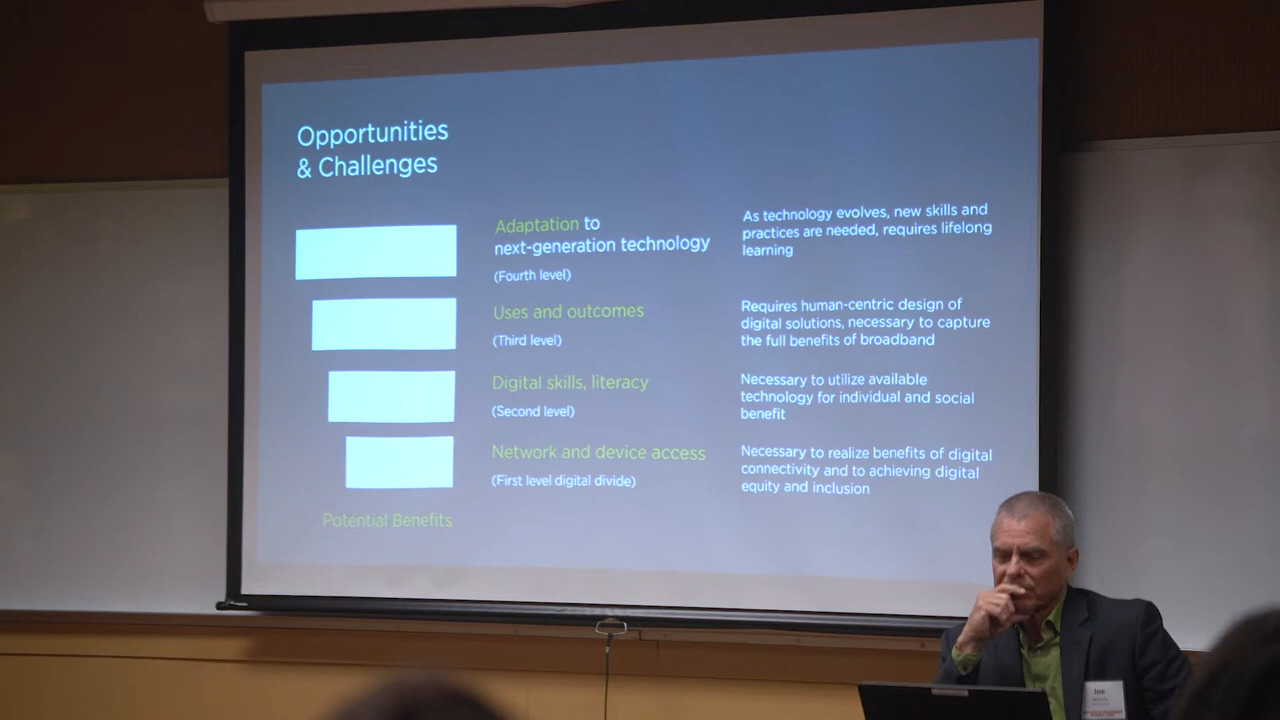 Opportunities
& Challenges
Adaptation to
next-generation technology
(Fourth level)
As technology evolves, new skills and
practices are needed, requires lifelong
learning
Uses and outcomes
(Third level)
Requires human-centric design of
digital solutions, necessary to capture
the full benefits of broadband
Digital skills, literacy
(Second level)
Necessary to utilize available
technology for individual and social
benefit
Network and device access
(First level digital divide)
Necessary to realize benefits of digital
connectivity and to achieving digital
equity and inclusion
Potential Benefits
Joe